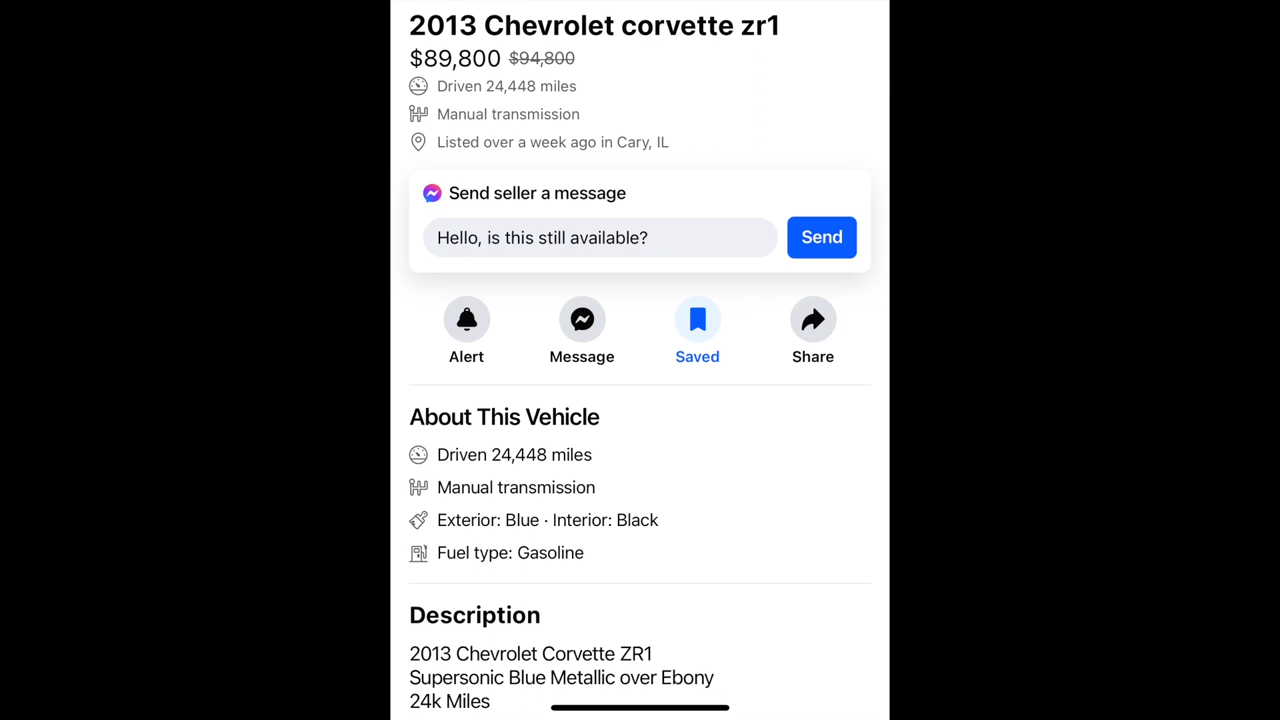 2013 Chevrolet corvette zr1
$89,800 $94,800
Driven 24,448 miles
Manual transmission
Listed over a week ago in Cary, IL
Send seller a message
Hello, is this still available?
Send
Alert
Message
Saved
Share
About This Vehicle
Driven 24,448 miles
Manual transmission
Exterior: Blue · Interior: Black
Fuel type: Gasoline
Description
2013 Chevrolet Corvette ZR1
Supersonic Blue Metallic over Ebony
24k Miles